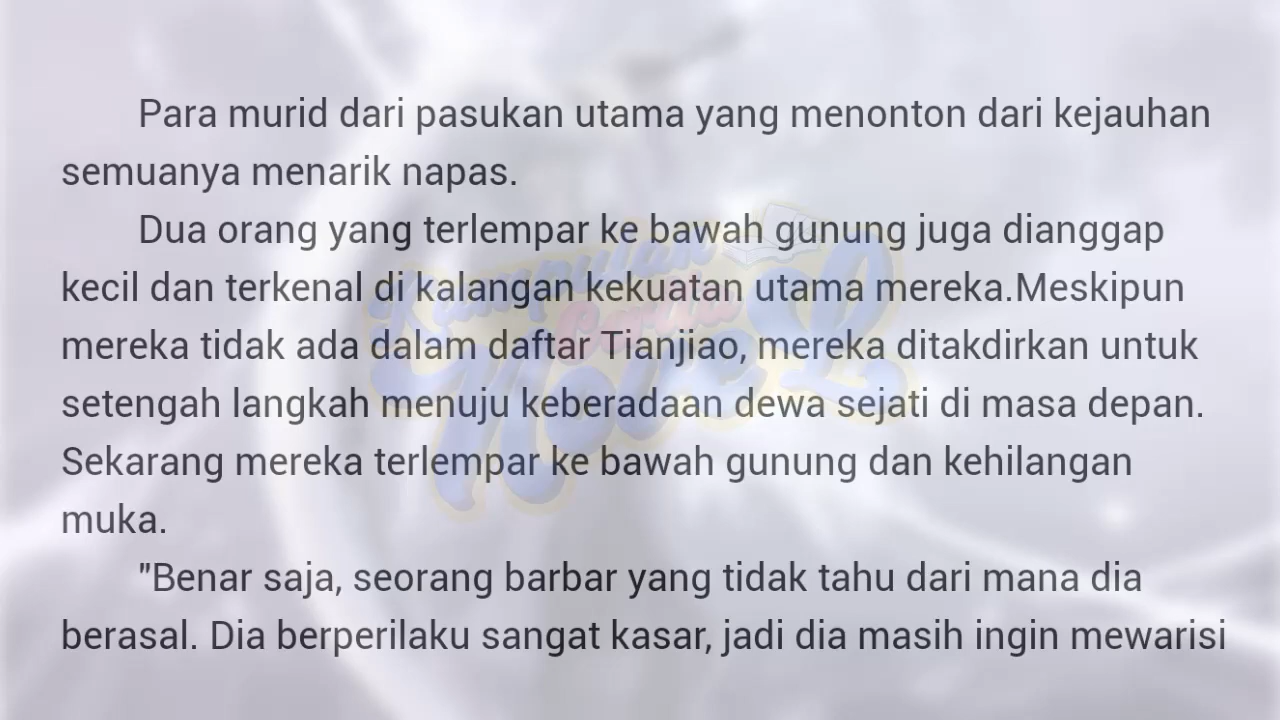 Para murid dari pasukan utama yang menonton dari kejauhan
semuanya menarik napas.
Dua orang yang terlempar ke bawah gunung juga dianggap
kecil dan terkenal di kalangan kekuatan utama mereka.Meskipun
mereka tidak ada dalam daftar Tianjiao, mereka ditakdirkan untuk
setengah langkah menuju keberadaan dewa sejati di masa depan.
Sekarang mereka terlempar ke bawah gunung dan kehilangan
muka.
"Benar saja, seorang barbar yang tidak tahu dari mana dia
berasal. Dia berperilaku sangat kasar, jadi dia masih ingin mewarisi
Kumpulan
Cerita
Novel